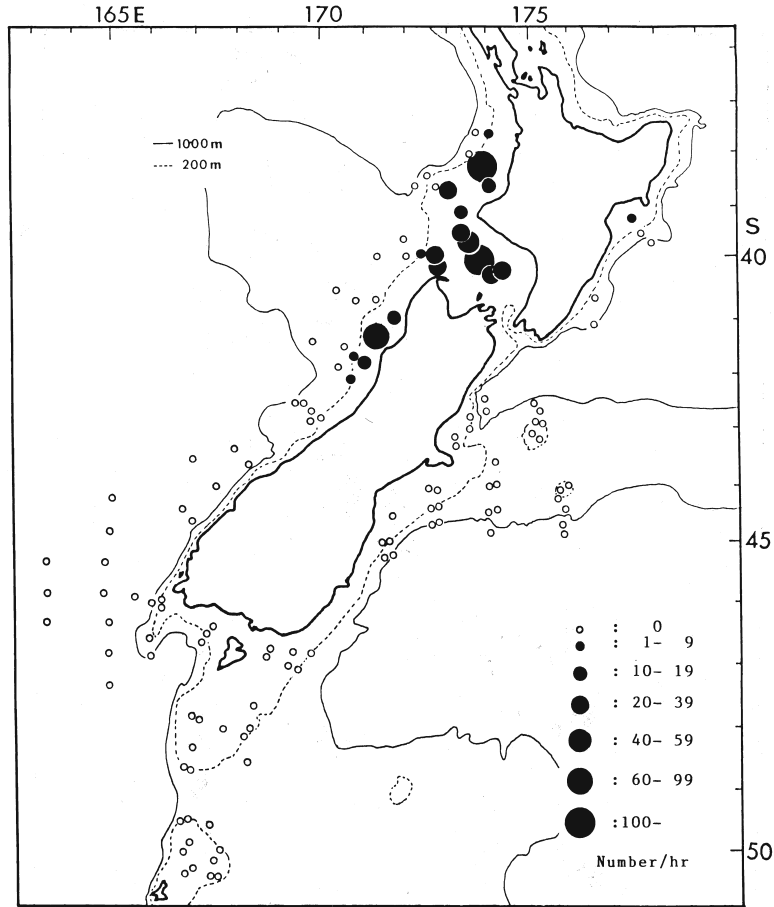 165E 170 175
1000m
200m
S
40
45
: 0
: 1- 9
: 10- 19
: 20- 39
: 40- 59
: 60- 99
:100-
50
Number/hr